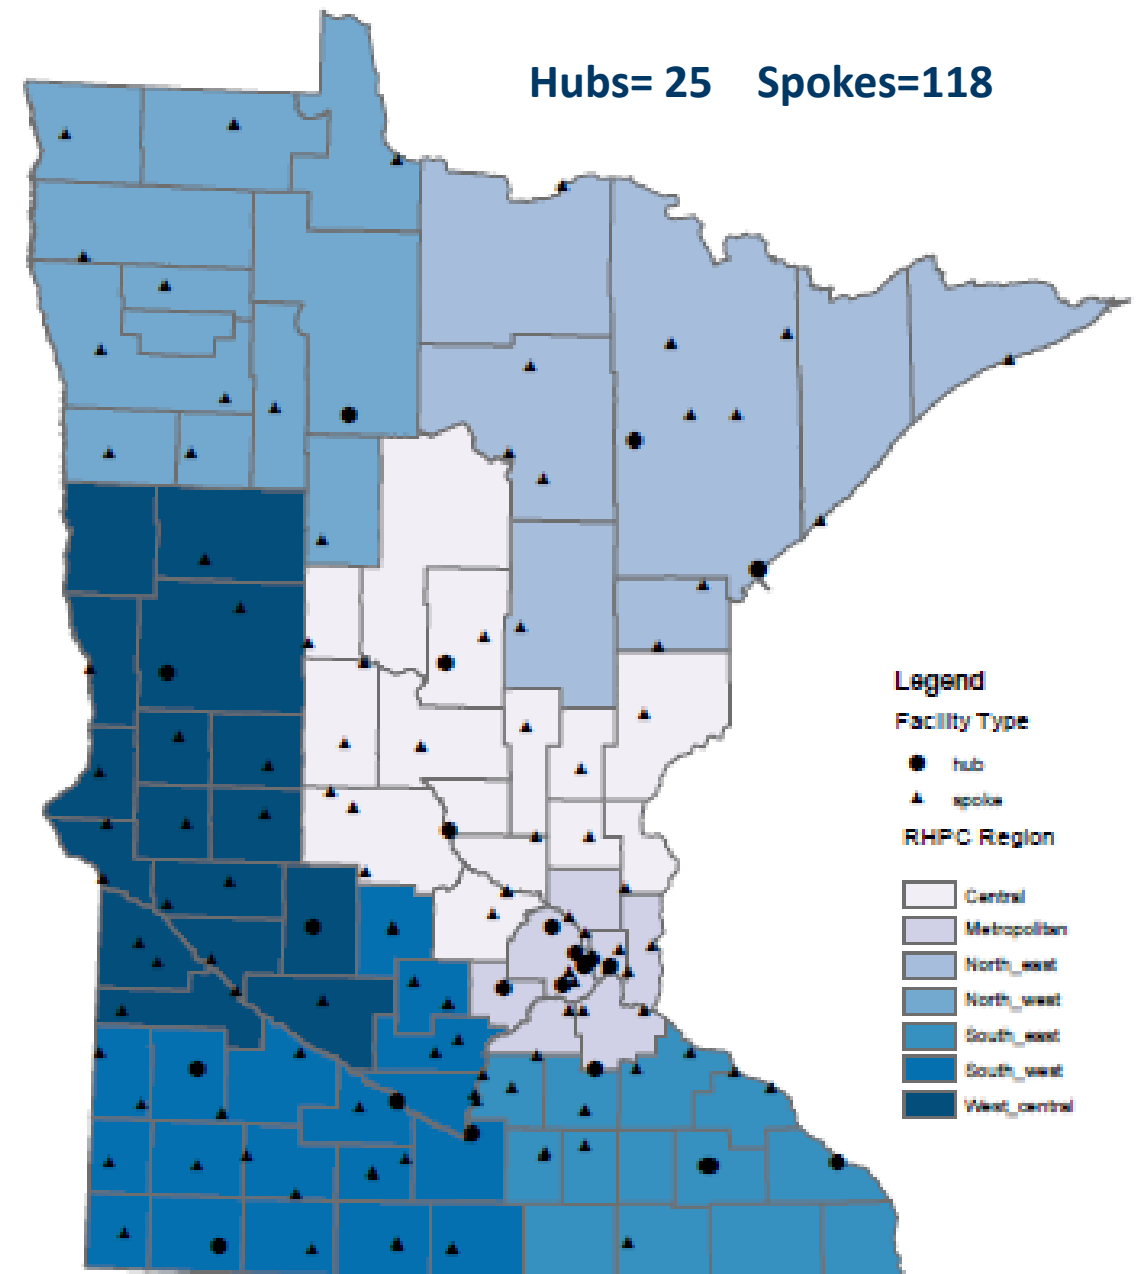 Hubs= 25 Spokes=118
Legend
Facility Type
hub
spoke
RHPC Region
Central
Metropolitan
North_east
North_west
South_east
South_west
West_central